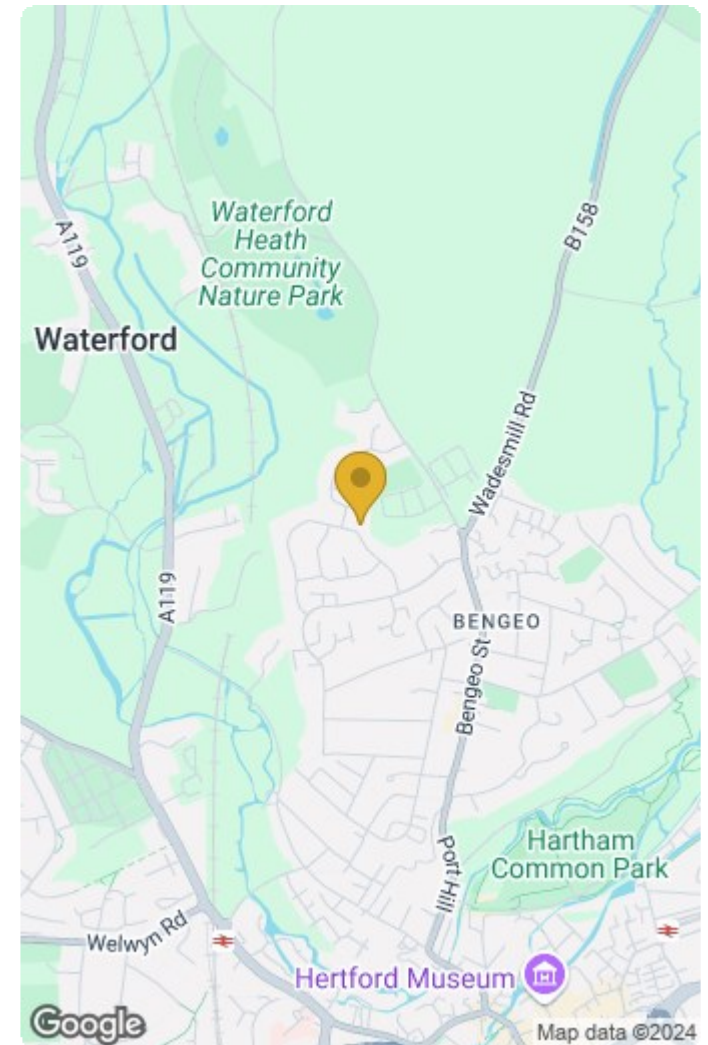 Waterford
Heath
Community
Nature Park
A119
B158
Waterford
Wadesmill Rd
A119
BENGEO
Bengeo St
Port Hill
Hartham
Common Park
Welwyn Rd
Hertford Museum
Google
Map data ©2024